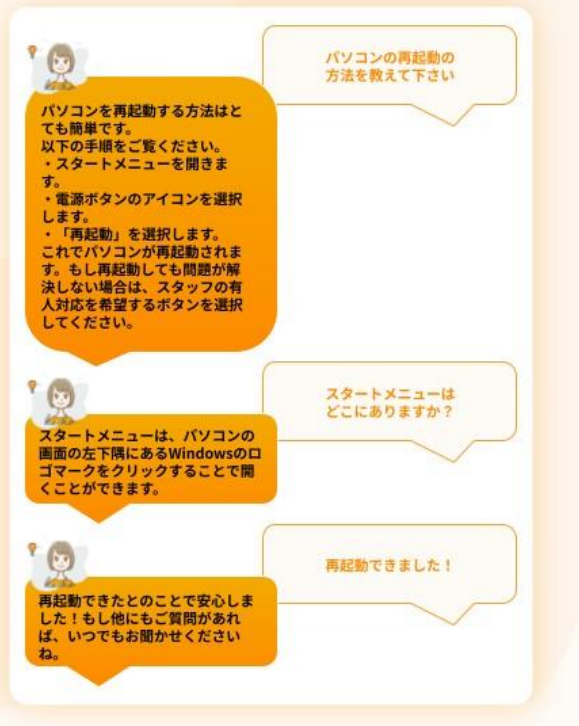 パソコンの再起動の
方法を教えて下さい
パソコンを再起動する方法はと
ても簡単です。
以下の手順をご覧ください。
・スタートメニューを開きま
す。
・電源ボタンのアイコンを選択
します。
・「再起動」を選択します。
これでパソコンが再起動されま
す。もし再起動しても問題が解
決しない場合は、スタッフの有
人対応を希望するボタンを選択
してください。
スタートメニューは
どこにありますか？
スタートメニューは、パソコンの
画面の左下隅にあるWindowsのロ
ゴマークをクリックすることで開
くことができます。
再起動できました！
再起動できたとのことで安心しま
した！もし他にもご質問があれ
ば、いつでもお聞かせください
ね。